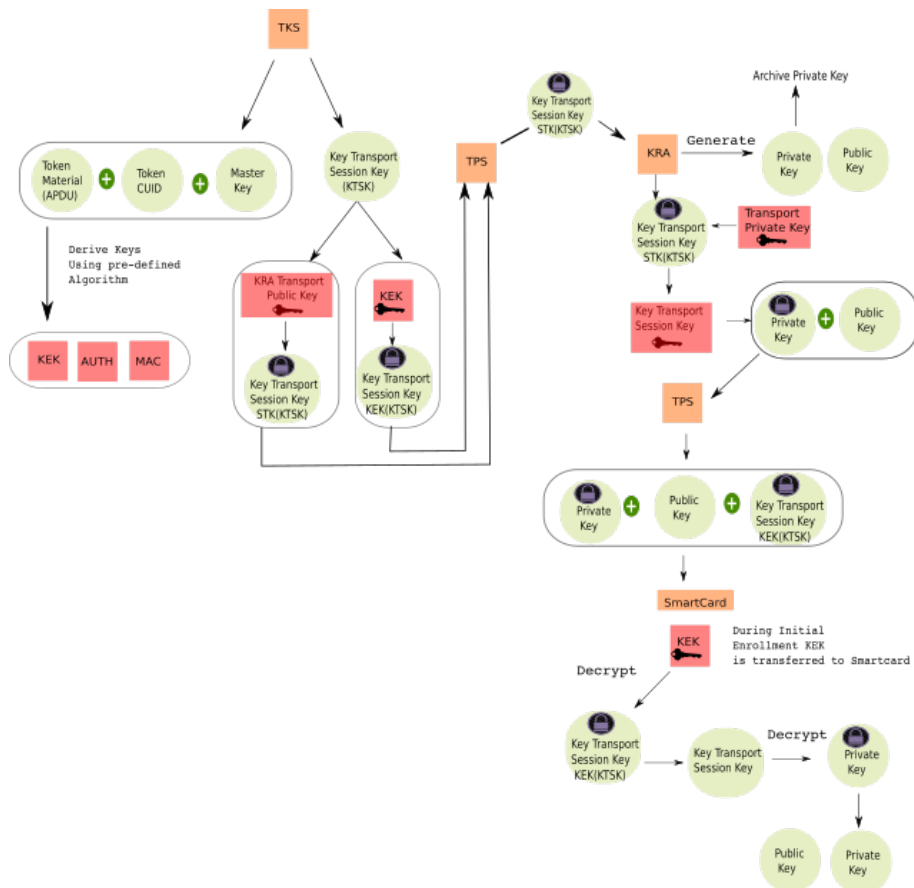 TKS
Token
Material
(APDU)
Token
CUID
Master
Key
Key Transport
Session Key
(KTSK)
Derive Keys
Using pre-defined
Algorithm
KEK
AUTH
MAC
KRA Transport
Public Key
Key Transport
Session Key
STK(KTSK)
KEK
Key Transport
Session Key
KEK(KTSK)
TPS
Key Transport
Session Key
STK(KTSK)
KRA
Generate
Archive Private Key
Private
Key
Public
Key
Key Transport
Session Key
STK(KTSK)
Transport
Private Key
Key Transport
Session Key
Private
Key
Public
Key
TPS
Private
Key
Public
Key
Key Transport
Session Key
KEK(KTSK)
SmartCard
KEK
During Initial
Enrollment KEK
is transferred to Smartcard
Decrypt
Key Transport
Session Key
KEK(KTSK)
Key Transport
Session Key
Decrypt
Private
Key
Public
Key
Private
Key